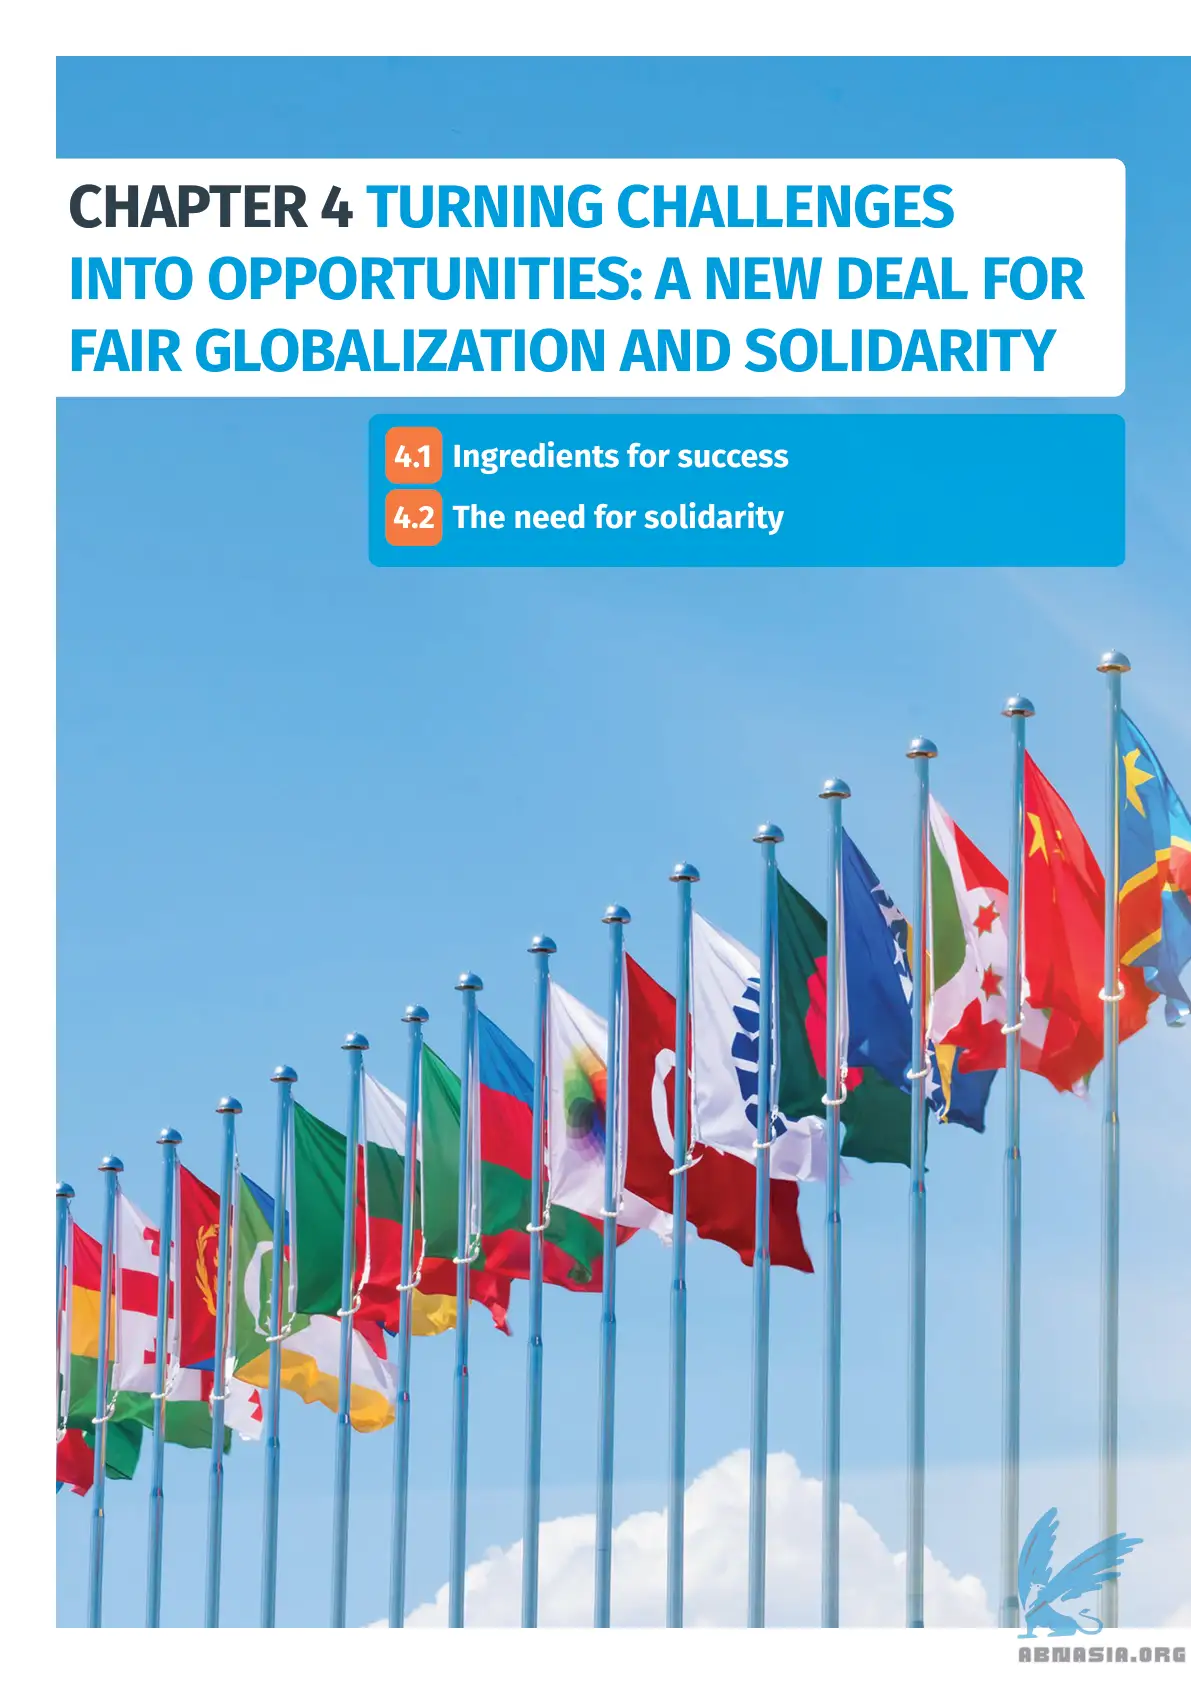 CHAPTER 4 TURNING CHALLENGES
INTO OPPORTUNITIES: A NEW DEAL FOR
FAIR GLOBALIZATION AND SOLIDARITY
4.1 Ingredients for success
4.2 The need for solidarity
ABNASIA.ORG